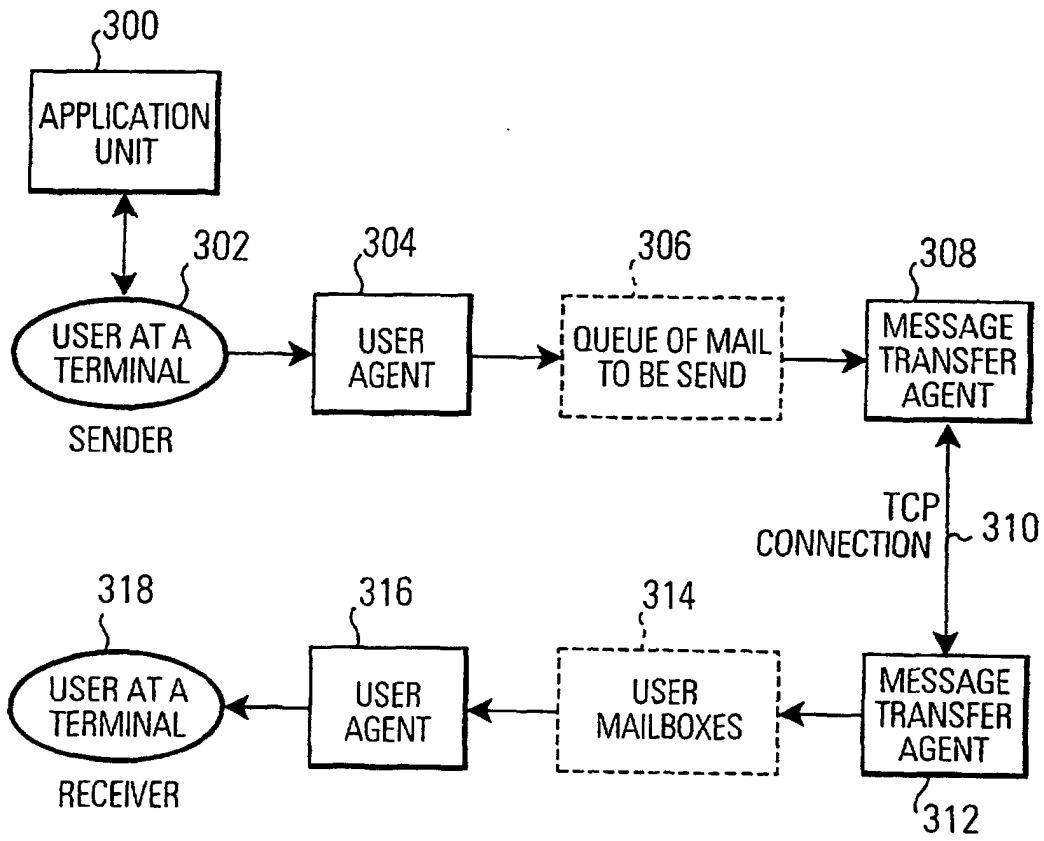 300
APPLICATION
UNIT
302
304
306
308
USER AT A
TERMINAL
USER
AGENT
QUEUE OF MAIL
TO BE SEND
MESSAGE
TRANSFER
AGENT
SENDER
TCP
CONNECTION
310
318
316
314
USER AT A
TERMINAL
USER
AGENT
USER
MAILBOXES
MESSAGE
TRANSFER
AGENT
RECEIVER
312